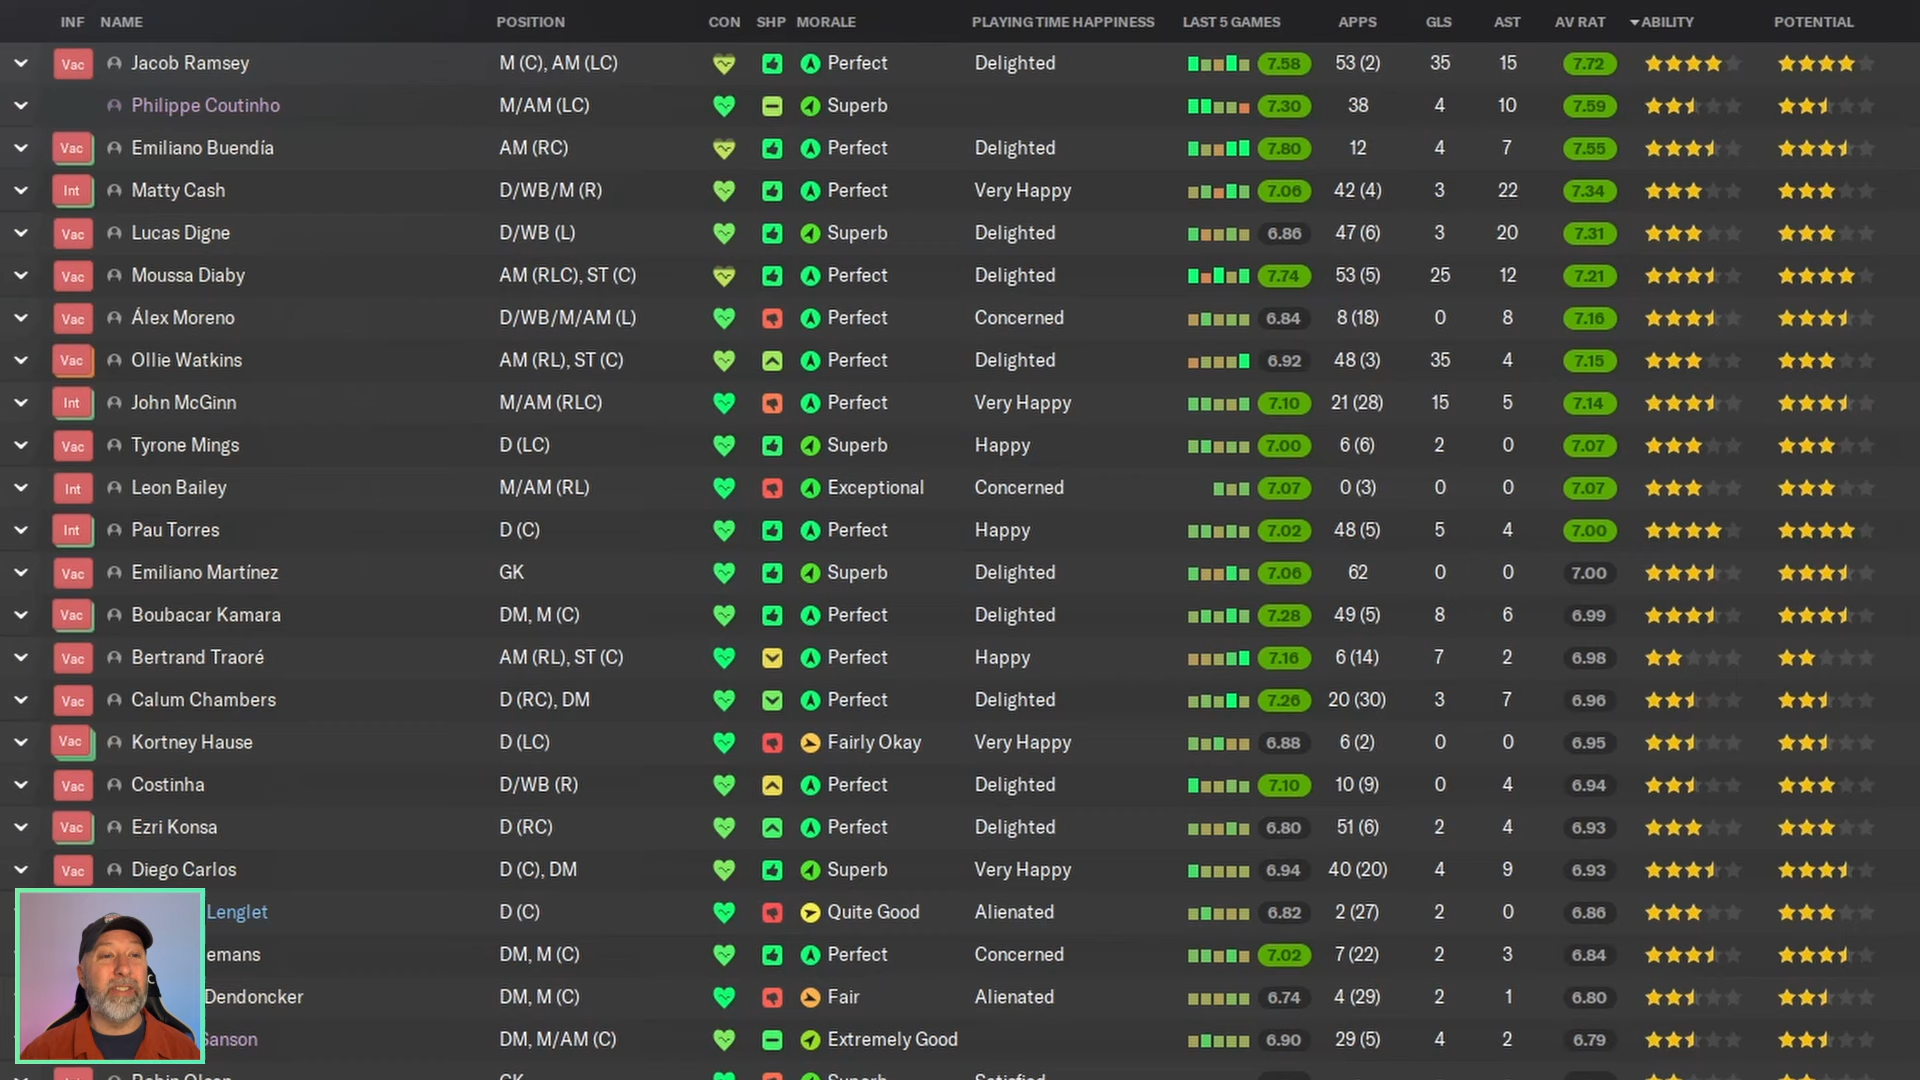 INF NAME POSITION CON SHP MORALE PLAYING TIME HAPPINESS LAST 5 GAMES APPS GLS AST AV RAT ABILITY POTENTIAL
Vac Jacob Ramsey M (C), AM (LC) Perfect Delighted 7.58 53 (2) 35 15 7.72
Philippe Coutinho M/AM (LC) Superb 7.30 38 4 10 7.59
Vac Emiliano Buendía AM (RC) Perfect Delighted 7.80 12 4 7 7.55
Int Matty Cash D/WB/M (R) Perfect Very Happy 7.06 42 (4) 3 22 7.34
Vac Lucas Digne D/WB (L) Superb Delighted 6.86 47 (6) 3 20 7.31
Vac Moussa Diaby AM (RLC), ST (C) Perfect Delighted 7.74 53 (5) 25 12 7.21
Vac Álex Moreno D/WB/M/AM (L) Perfect Concerned 6.84 8 (18) 0 8 7.16
Vac Ollie Watkins AM (RL), ST (C) Perfect Delighted 6.92 48 (3) 35 4 7.15
Int John McGinn M/AM (RLC) Perfect Very Happy 7.10 21 (28) 15 5 7.14
Vac Tyrone Mings D (LC) Superb Happy 7.00 6 (6) 2 0 7.07
Int Leon Bailey M/AM (RL) Exceptional Concerned 7.07 0 (3) 0 0 7.07
Int Pau Torres D (C) Perfect Happy 7.02 48 (5) 5 4 7.00
Vac Emiliano Martínez GK Superb Delighted 7.06 62 0 0 7.00
Vac Boubacar Kamara DM, M (C) Perfect Delighted 7.28 49 (5) 8 6 6.99
Vac Bertrand Traoré AM (RL), ST (C) Perfect Happy 7.16 6 (14) 7 2 6.98
Vac Calum Chambers D (RC), DM Perfect Delighted 7.26 20 (30) 3 7 6.96
Vac Kortney Hause D (LC) Fairly Okay Very Happy 6.88 6 (2) 0 0 6.95
Vac Costinha D/WB (R) Perfect Delighted 7.10 10 (9) 0 4 6.94
Vac Ezri Konsa D (RC) Perfect Delighted 6.80 51 (6) 2 4 6.93
Vac Diego Carlos D (C), DM Superb Very Happy 6.94 40 (20) 4 9 6.93
Lenglet D (C) Quite Good Alienated 6.82 2 (27) 2 0 6.86
emans DM, M (C) Perfect Concerned 7.02 7 (22) 2 3 6.84
Dendoncker DM, M (C) Fair Alienated 6.74 4 (29) 2 1 6.80
Sanson DM, M/AM (C) Extremely Good 6.90 29 (5) 4 2 6.79